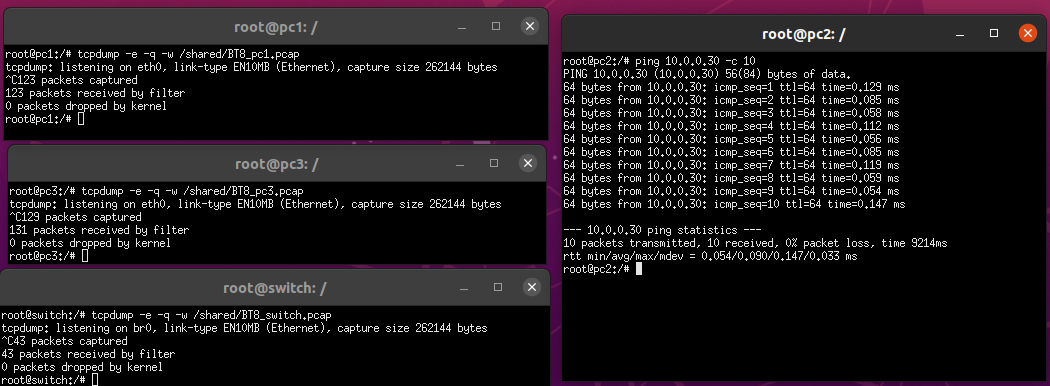 root@pc1: /
root@pc1:/# tcpdump -e -q -w /shared/BT8_pc1.pcap
tcpdump: listening on eth0, link-type EN10MB (Ethernet), capture size 262144 bytes
^C123 packets captured
123 packets received by filter
0 packets dropped by kernel
root@pc1:/#
root@pc3: /
root@pc3:/# tcpdump -e -q -w /shared/BT8_pc3.pcap
tcpdump: listening on eth0, link-type EN10MB (Ethernet), capture size 262144 bytes
^C129 packets captured
131 packets received by filter
0 packets dropped by kernel
root@pc3:/#
root@switch: /
root@switch:/# tcpdump -e -q -w /shared/BT8_switch.pcap
tcpdump: listening on br0, link-type EN10MB (Ethernet), capture size 262144 bytes
^C43 packets captured
43 packets received by filter
0 packets dropped by kernel
root@switch:/#
root@pc2: /
root@pc2:/# ping 10.0.0.30 -c 10
PING 10.0.0.30 (10.0.0.30) 56(84) bytes of data.
64 bytes from 10.0.0.30: icmp_seq=1 ttl=64 time=0.129 ms
64 bytes from 10.0.0.30: icmp_seq=2 ttl=64 time=0.085 ms
64 bytes from 10.0.0.30: icmp_seq=3 ttl=64 time=0.058 ms
64 bytes from 10.0.0.30: icmp_seq=4 ttl=64 time=0.112 ms
64 bytes from 10.0.0.30: icmp_seq=5 ttl=64 time=0.056 ms
64 bytes from 10.0.0.30: icmp_seq=6 ttl=64 time=0.085 ms
64 bytes from 10.0.0.30: icmp_seq=7 ttl=64 time=0.119 ms
64 bytes from 10.0.0.30: icmp_seq=8 ttl=64 time=0.059 ms
64 bytes from 10.0.0.30: icmp_seq=9 ttl=64 time=0.054 ms
64 bytes from 10.0.0.30: icmp_seq=10 ttl=64 time=0.147 ms
--- 10.0.0.30 ping statistics ---
10 packets transmitted, 10 received, 0% packet loss, time 9214ms
rtt min/avg/max/mdev = 0.054/0.090/0.147/0.033 ms
root@pc2:/#